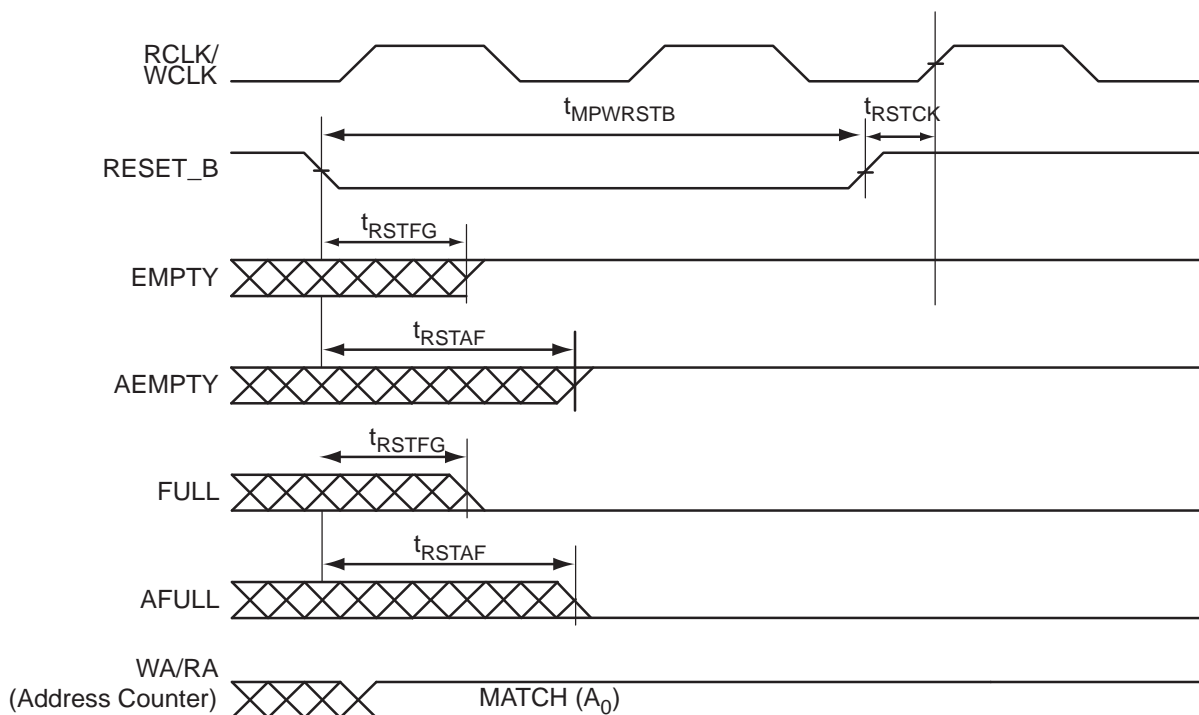 RCLK/
WCLK
tMPWRSTB
tRSTCK
RESET_B
tRSTFG
EMPTY
tRSTAF
AEMPTY
tRSTFG
FULL
tRSTAF
AFULL
WA/RA
(Address Counter)
MATCH (A0)